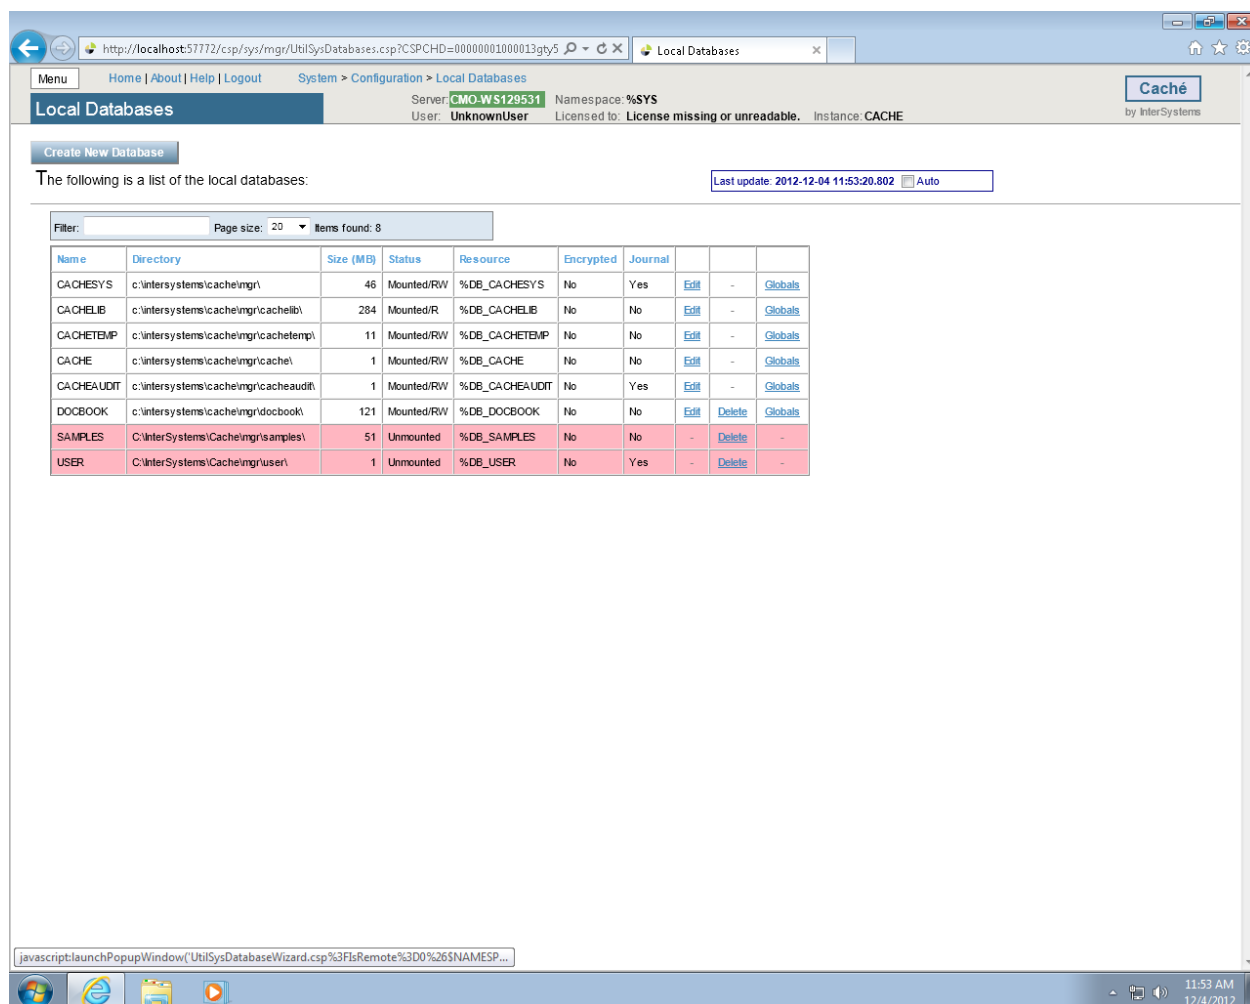 http://localhost:57772/csp/sys/mgr/UtilSysDatabases.csp?CSPCHD=00000001000013gty5
Local Databases
Menu
Home | About | Help | Logout
System > Configuration > Local Databases
Local Databases
Server: CMO-WS129531 Namespace: %SYS
User: UnknownUser Licensed to: License missing or unreadable. Instance: CACHE
Caché
by InterSystems
Create New Database
The following is a list of the local databases:
Last update: 2012-12-04 11:53:20.802 Auto
Filter: Page size: 20 Items found: 8
Name Directory Size (MB) Status Resource Encrypted Journal
CACHESYS c:\intersystems\cache\mgr\ 46 Mounted/RW %DB_CACHESYS No Yes Edit - Globals
CACHELIB c:\intersystems\cache\mgr\cachelib\ 284 Mounted/R %DB_CACHELIB No No Edit - Globals
CACHETEMP c:\intersystems\cache\mgr\cachetemp\ 11 Mounted/RW %DB_CACHETEMP No No Edit - Globals
CACHE c:\intersystems\cache\mgr\cache\ 1 Mounted/RW %DB_CACHE No No Edit - Globals
CACHEAUDIT c:\intersystems\cache\mgr\cacheaudit\ 1 Mounted/RW %DB_CACHEAUDIT No Yes Edit - Globals
DOCBOOK c:\intersystems\cache\mgr\docbook\ 121 Mounted/RW %DB_DOCBOOK No No Edit Delete Globals
SAMPLES C:\InterSystems\Cache\mgr\samples\ 51 Unmounted %DB_SAMPLES No No - Delete -
USER C:\InterSystems\Cache\mgr\user\ 1 Unmounted %DB_USER No Yes - Delete -
javascript:launchPopupWindow('UtilSysDatabaseWizard.csp%3FIsRemote%3D0%26$NAMESP...
11:53 AM
12/4/2012